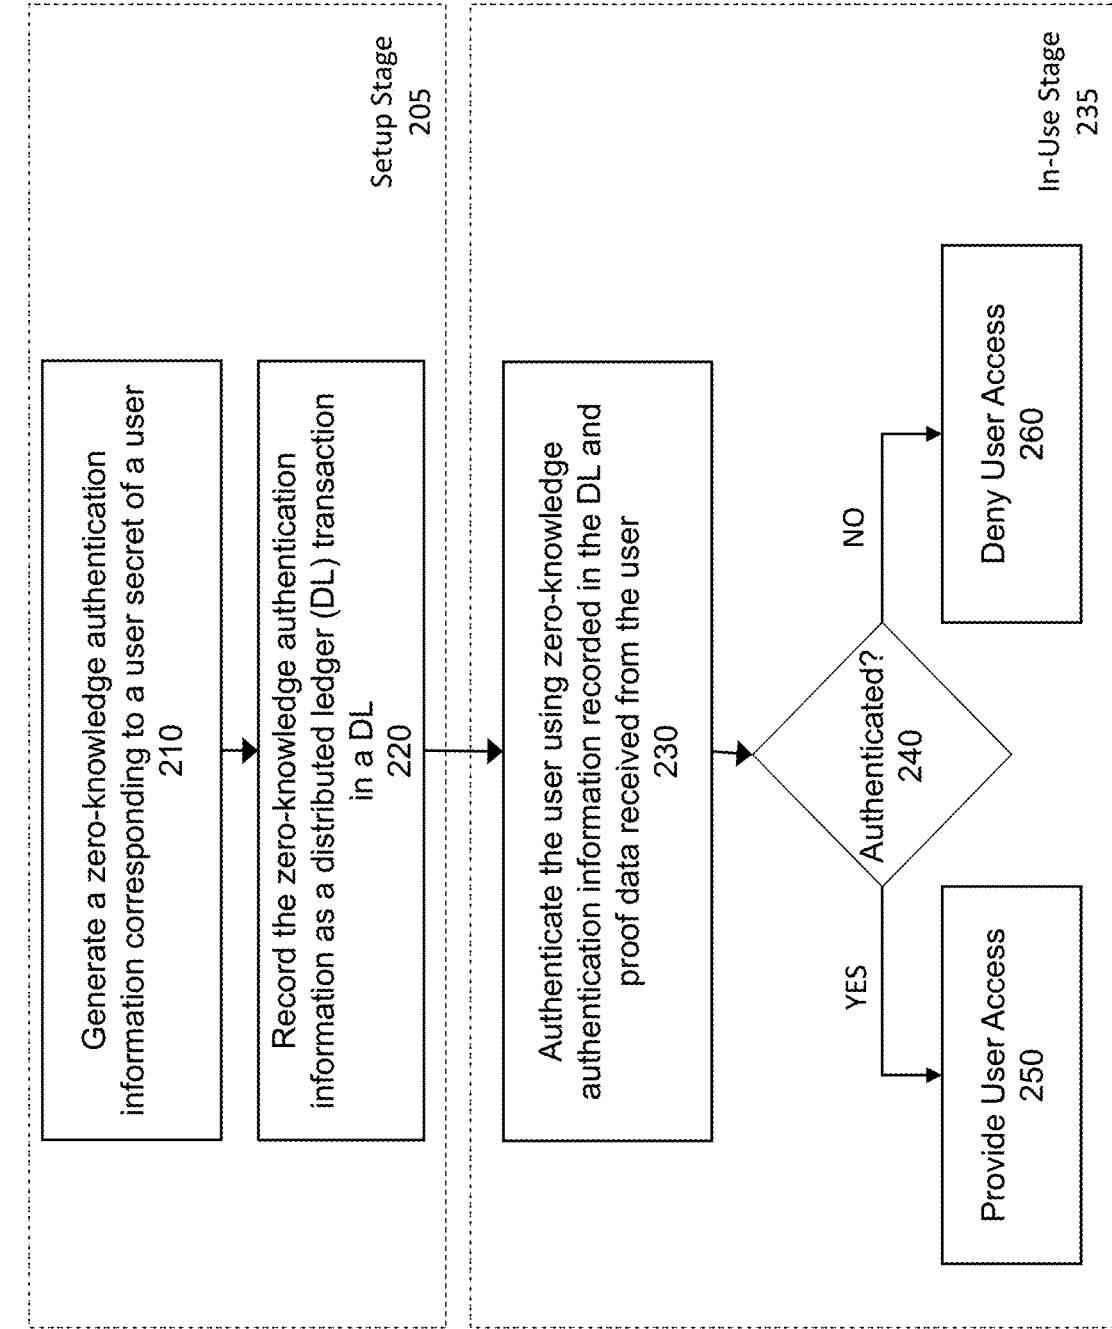 Setup Stage
205
Generate a zero-knowledge authentication
information corresponding to a user secret of a user
210
Record the zero-knowledge authentication
information as a distributed ledger (DL) transaction
in a DL
220
Authenticate the user using zero-knowledge
authentication information recorded in the DL and
proof data received from the user
230
Authenticated?
240
YES
NO
Provide User Access
250
Deny User Access
260
In-Use Stage
235